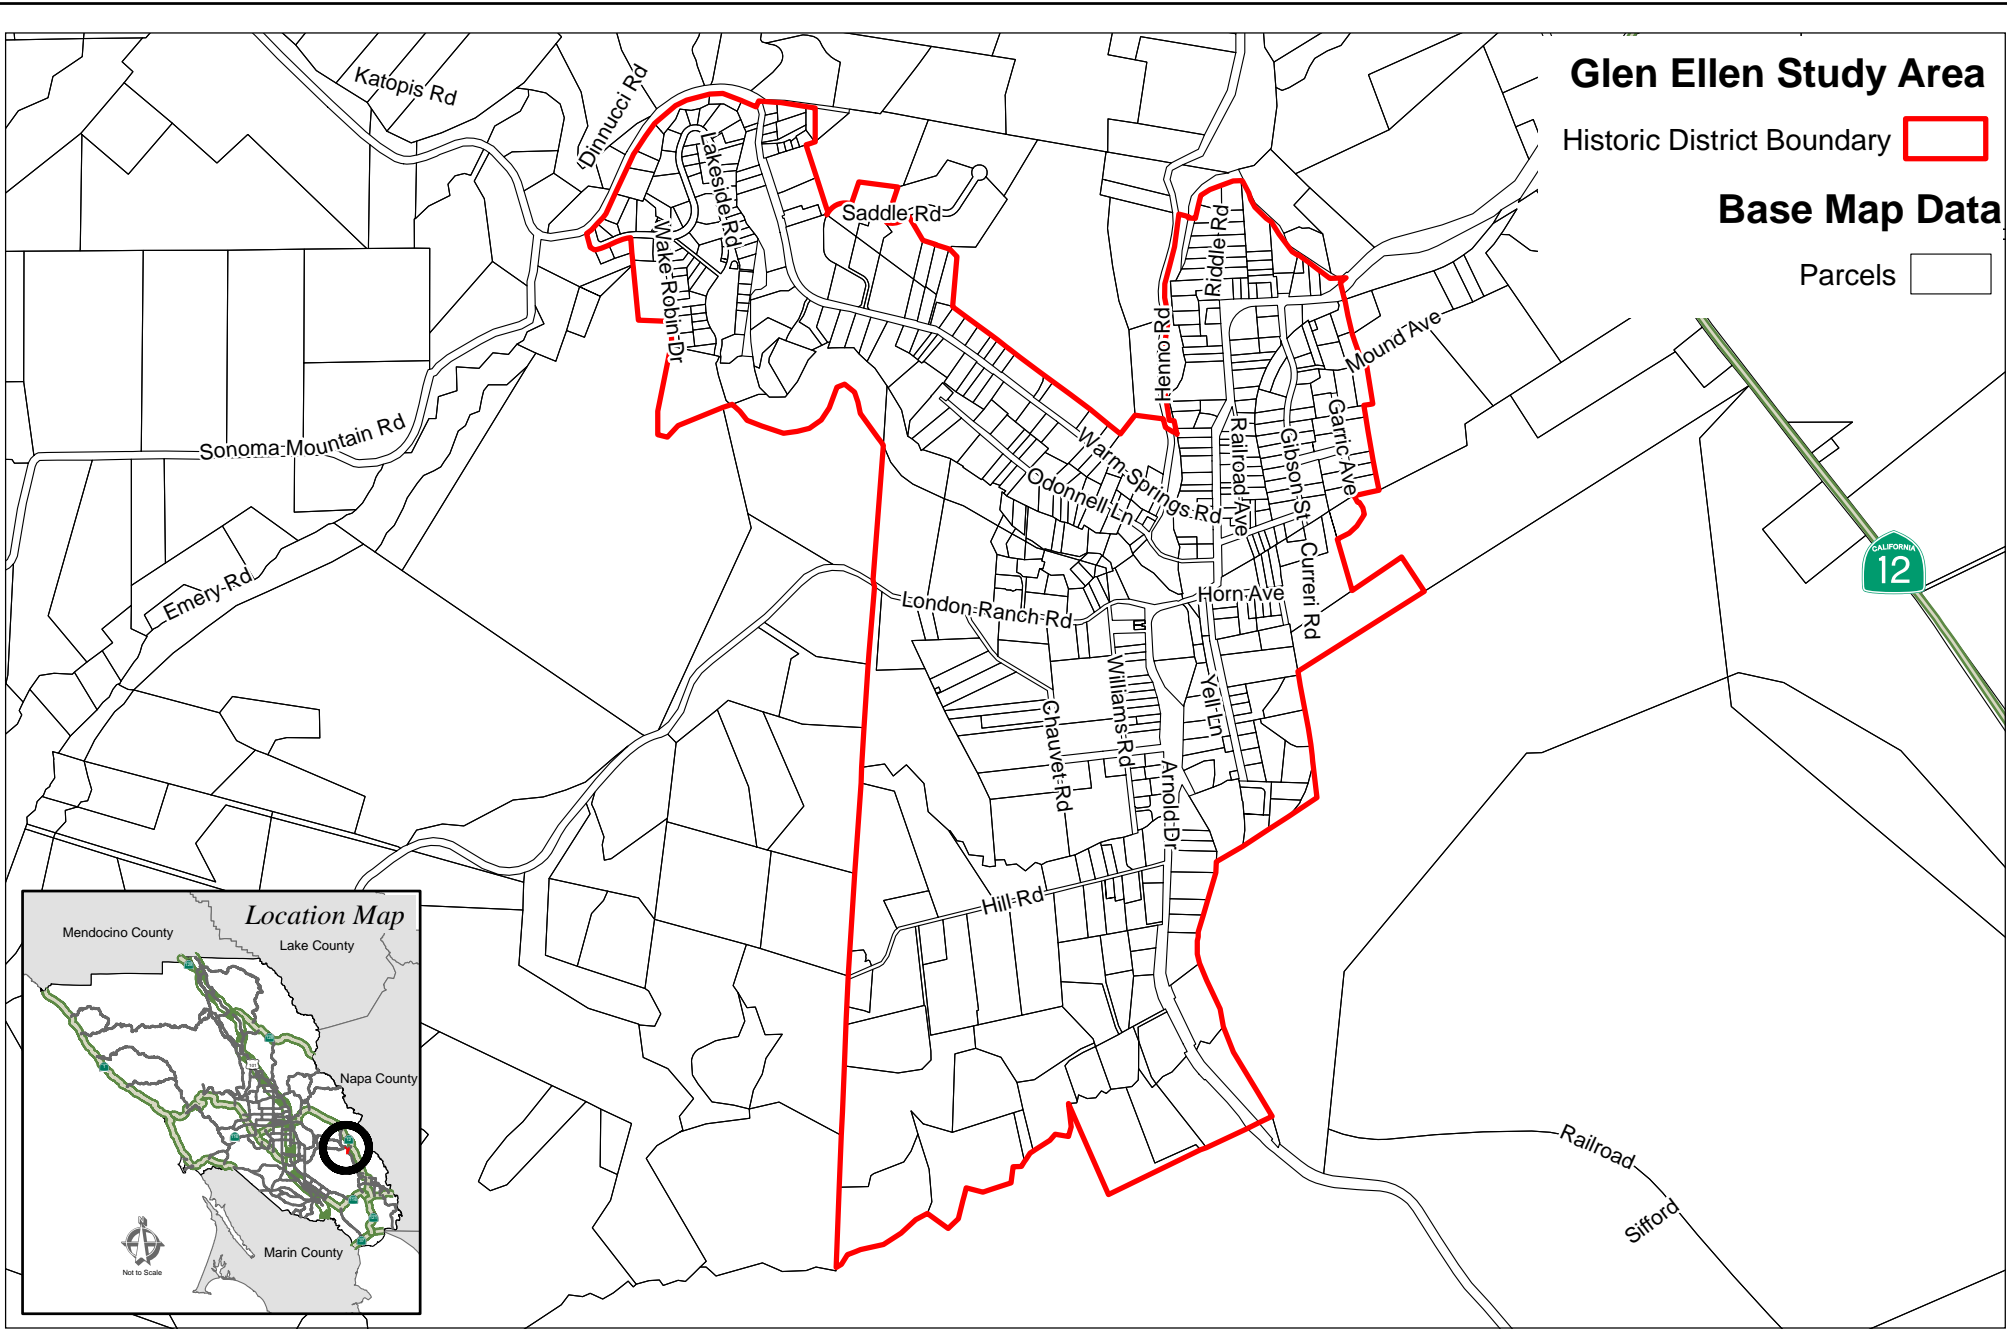 Glen Ellen Study Area
Historic District Boundary
Base Map Data
Parcels
Katopis Rd
Dinnucci Rd
Lakeside Rd
Saddle Rd
Wake Robin Dr
Riddle Rd
Henno Rd
Mound Ave
Sonoma Mountain Rd
Warm Springs Rd
Odonnell Ln
Railroad Ave
Gibson St
Garric Ave
CALIFORNIA
12
Emery Rd
London Ranch Rd
Horn Ave
Curreri Rd
Williams Rd
Yell Ln
Chauvet Rd
Arnold Dr
Hill Rd
Railroad
Sifford
Location Map
Mendocino County
Lake County
Napa County
Marin County
Not to Scale